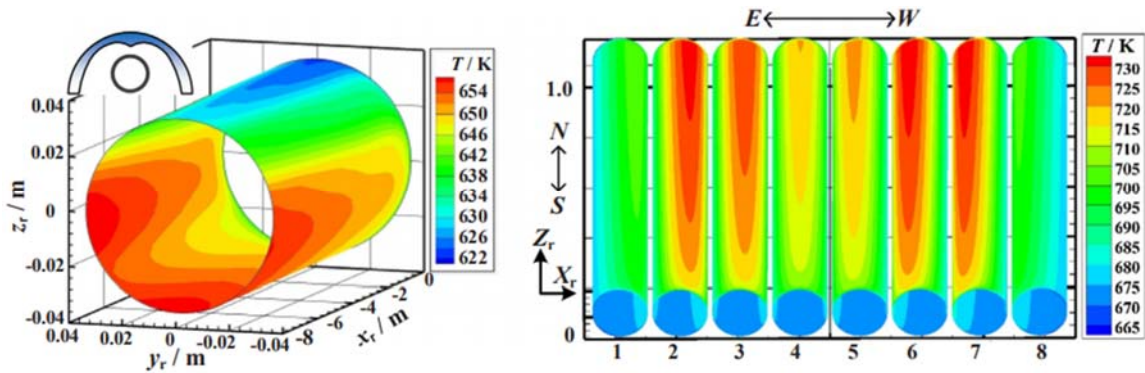 T / K
654
650
646
642
638
634
630
626
622
0.04
0.02
0
-0.02
-0.04
z_r / m
0.04 0.02 0 -0.02 -0.04
y_r / m
-8 -6 -4 -2 0
x_r / m
E W
T / K
730
725
720
715
710
705
700
695
690
685
680
675
670
665
1.0
N
S
Z_r
X_r
0
1 2 3 4 5 6 7 8